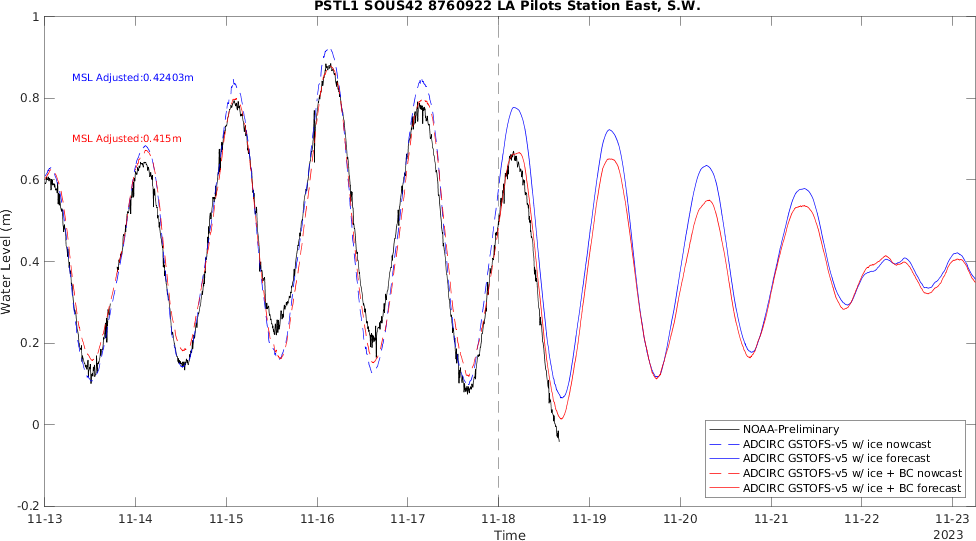 PSTL1 SOUS42 8760922 LA Pilots Station East, S.W.
1
0.8
0.6
0.4
0.2
0
-0.2
Water Level (m)
MSL Adjusted:0.42403m
MSL Adjusted:0.415m
NOAA-Preliminary
ADCIRC GSTOFS-v5 w/ ice nowcast
ADCIRC GSTOFS-v5 w/ ice forecast
ADCIRC GSTOFS-v5 w/ ice + BC nowcast
ADCIRC GSTOFS-v5 w/ ice + BC forecast
11-13 11-14 11-15 11-16 11-17 11-18 11-19 11-20 11-21 11-22 11-23
Time
2023